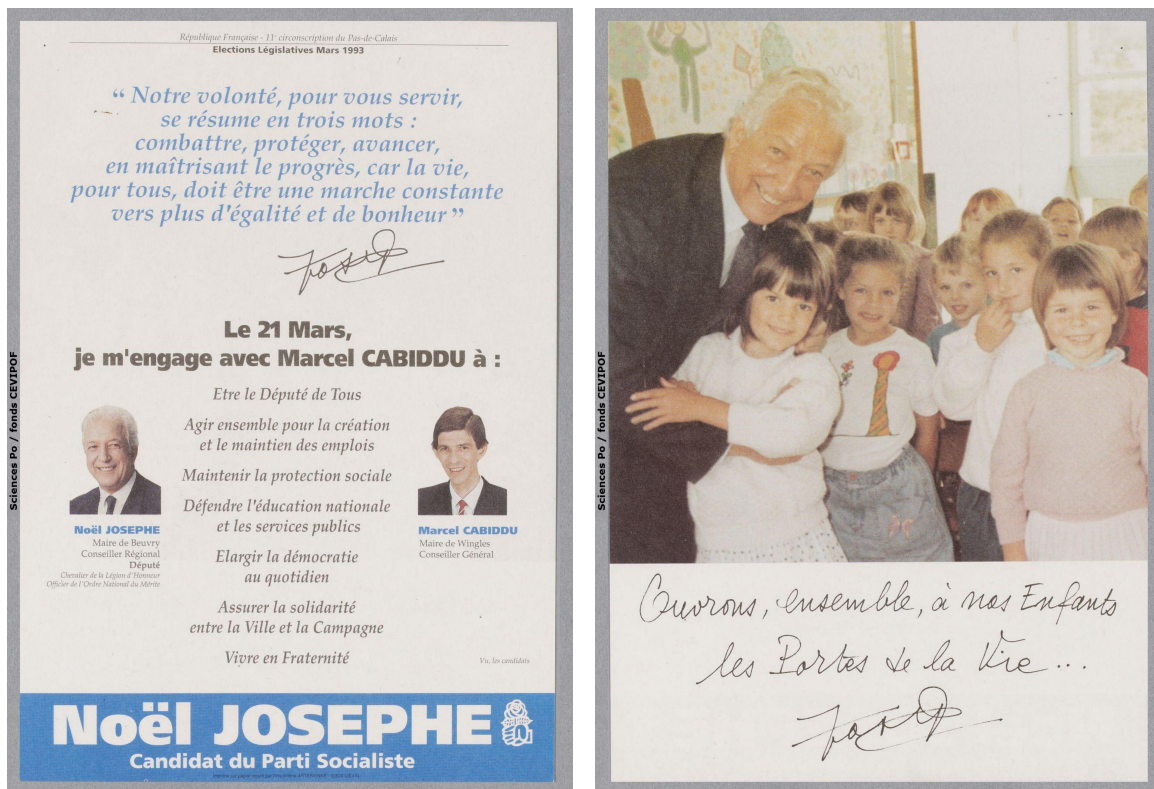 République Française - 11e circonscription du Pas-de-Calais
Elections Législatives Mars 1993
“ Notre volonté, pour vous servir,
se résume en trois mots :
combattre, protéger, avancer,
en maîtrisant le progrès, car la vie,
pour tous, doit être une marche constante
vers plus d'égalité et de bonheur ”
Le 21 Mars,
je m'engage avec Marcel CABIDDU à :
Etre le Député de Tous
Agir ensemble pour la création
et le maintien des emplois
Maintenir la protection sociale
Défendre l'éducation nationale
et les services publics
Elargir la démocratie
au quotidien
Assurer la solidarité
entre la Ville et la Campagne
Vivre en Fraternité
Noël JOSEPHE
Maire de Beuvry
Conseiller Régional
Député
Chevalier de la Légion d'Honneur
Officier de l'Ordre National du Mérite
Marcel CABIDDU
Maire de Wingles
Conseiller Général
Vu, les candidats
Noël JOSEPHE
Candidat du Parti Socialiste
Sciences Po / fonds CEVIPOF
Ouvrons, ensemble, à nos Enfants
les Portes de la Vie...
Sciences Po / fonds CEVIPOF